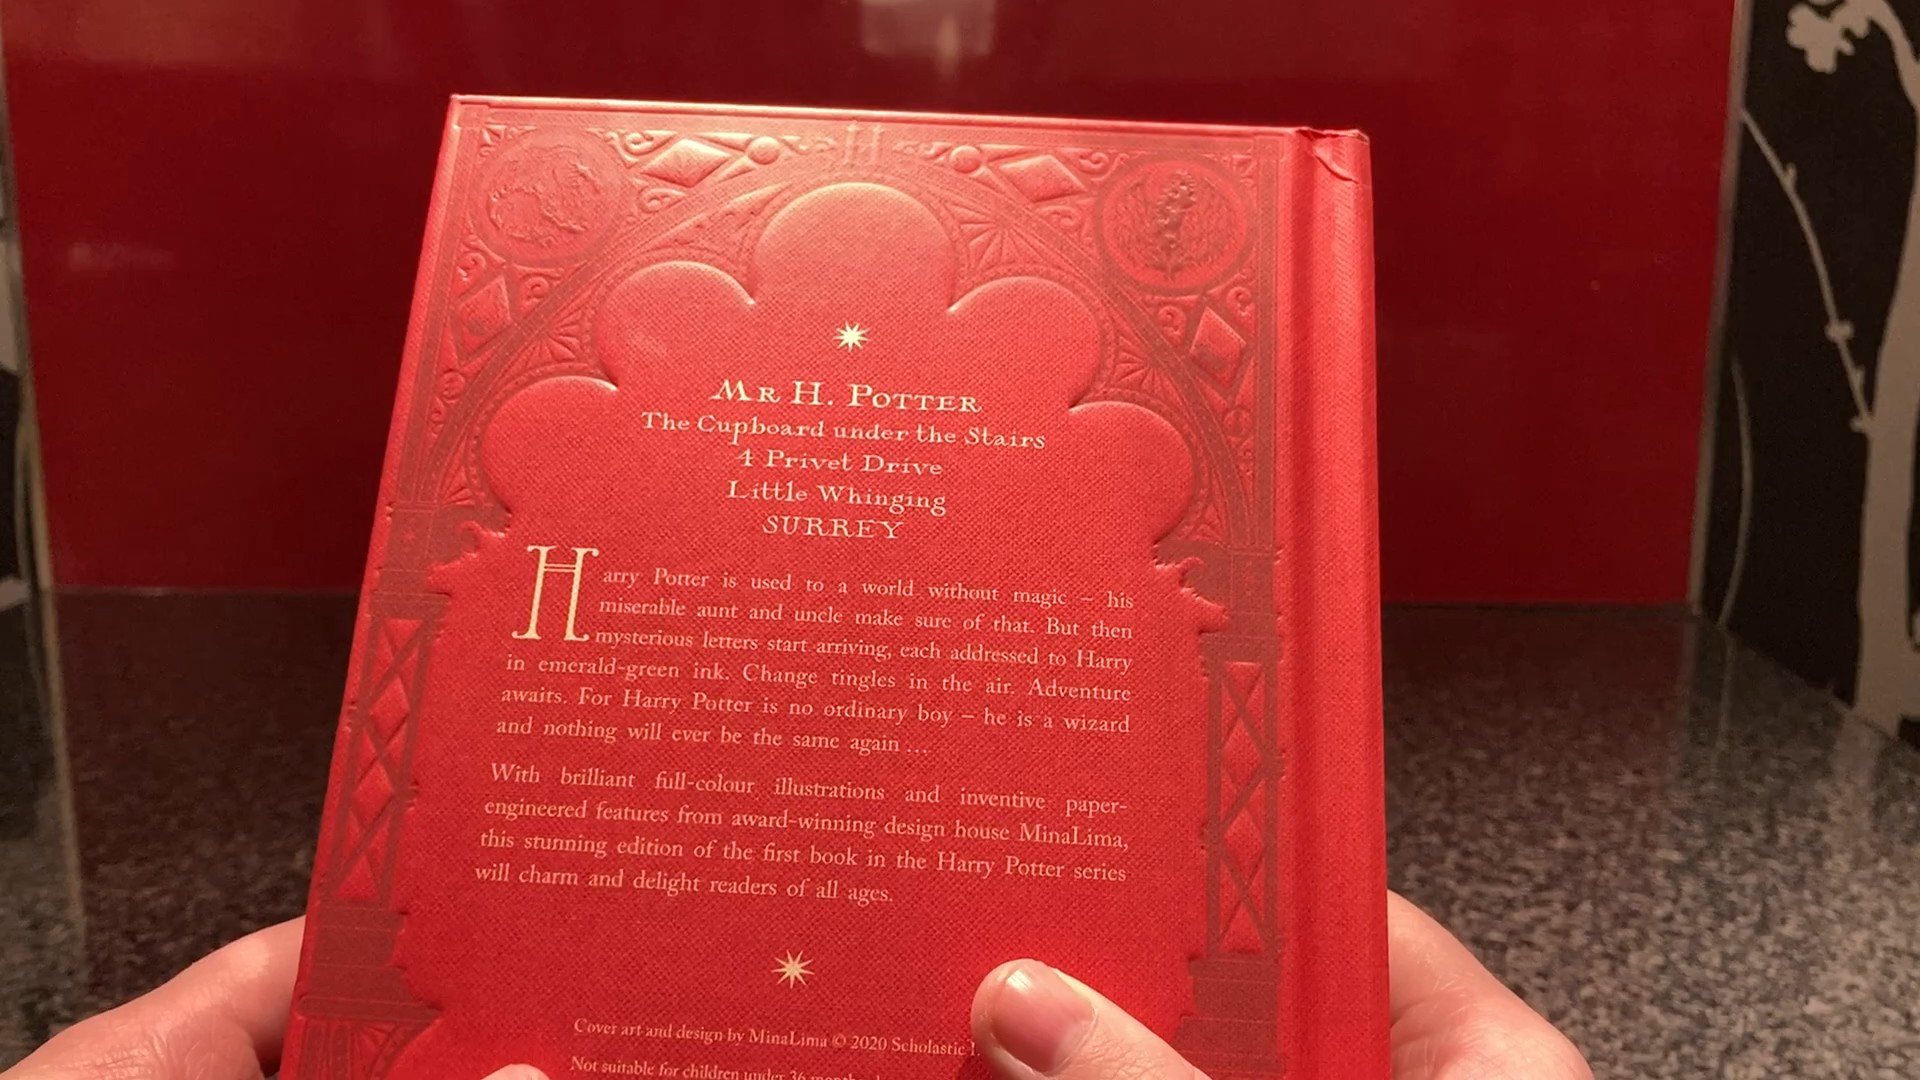 Mr H. Potter
The Cupboard under the Stairs
4 Privet Drive
Little Whinging
SURREY
Harry Potter is used to a world without magic – his
miserable aunt and uncle make sure of that. But then
mysterious letters start arriving, each addressed to Harry
in emerald-green ink. Change tingles in the air. Adventure
awaits. For Harry Potter is no ordinary boy – he is a wizard
and nothing will ever be the same again ...
With brilliant full-colour illustrations and inventive paper-
engineered features from award-winning design house MinaLima,
this stunning edition of the first book in the Harry Potter series
will charm and delight readers of all ages.
Cover art and design by MinaLima © 2020 Scholastic
Not suitable for children under 36 months